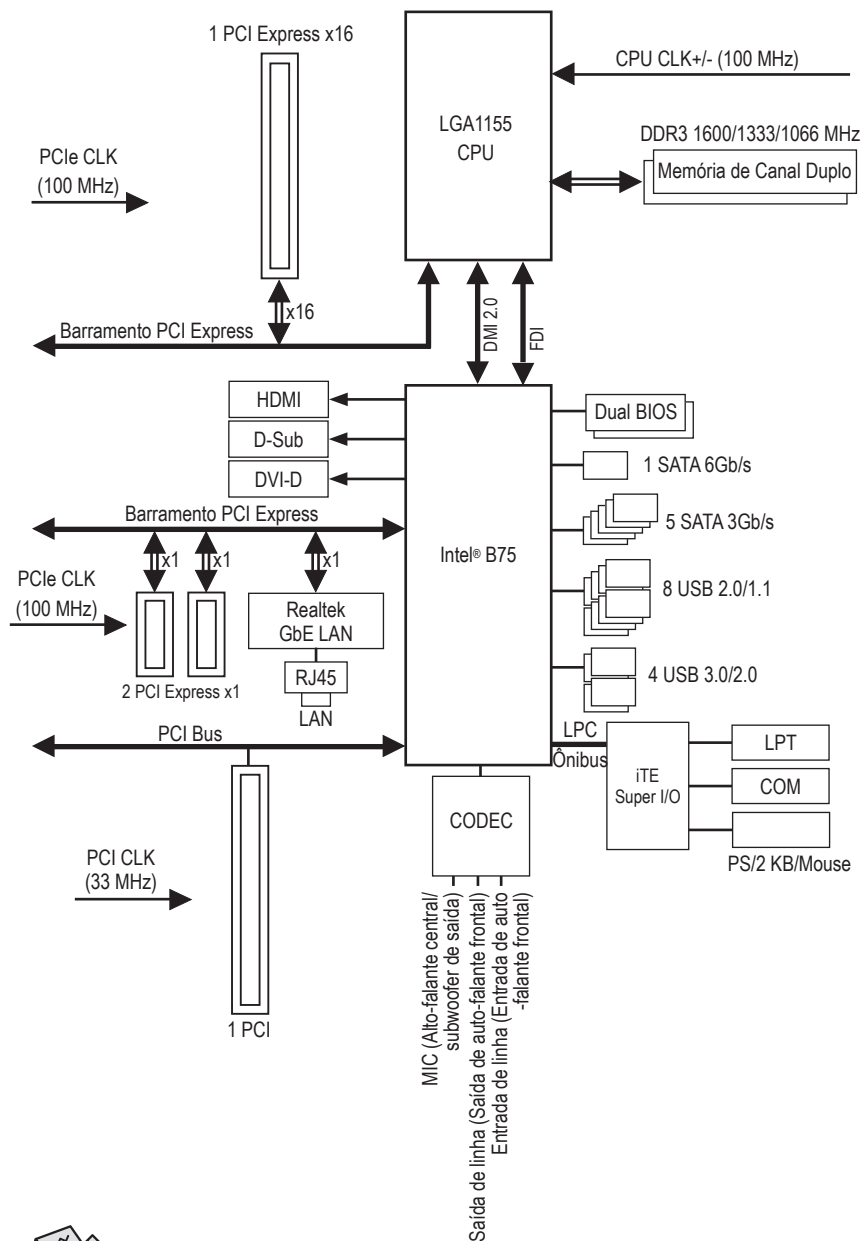 1 PCI Express x16
CPU CLK+/- (100 MHz)
LGA1155
CPU
DDR3 1600/1333/1066 MHz
Memória de Canal Duplo
PCIe CLK
(100 MHz)
x16
Barramento PCI Express
DMI 2.0
FDI
HDMI
D-Sub
DVI-D
Dual BIOS
1 SATA 6Gb/s
5 SATA 3Gb/s
Barramento PCI Express
Intel® B75
x1
x1
x1
PCIe CLK
(100 MHz)
8 USB 2.0/1.1
Realtek
GbE LAN
RJ45
LAN
2 PCI Express x1
4 USB 3.0/2.0
PCI Bus
LPC
Ônibus
iTE
Super I/O
LPT
COM
PS/2 KB/Mouse
CODEC
PCI CLK
(33 MHz)
1 PCI
MIC (Alto-falante central/
subwoofer de saída)
Saída de linha (Saída de auto-falante frontal)
Entrada de linha (Entrada de auto
-falante frontal)